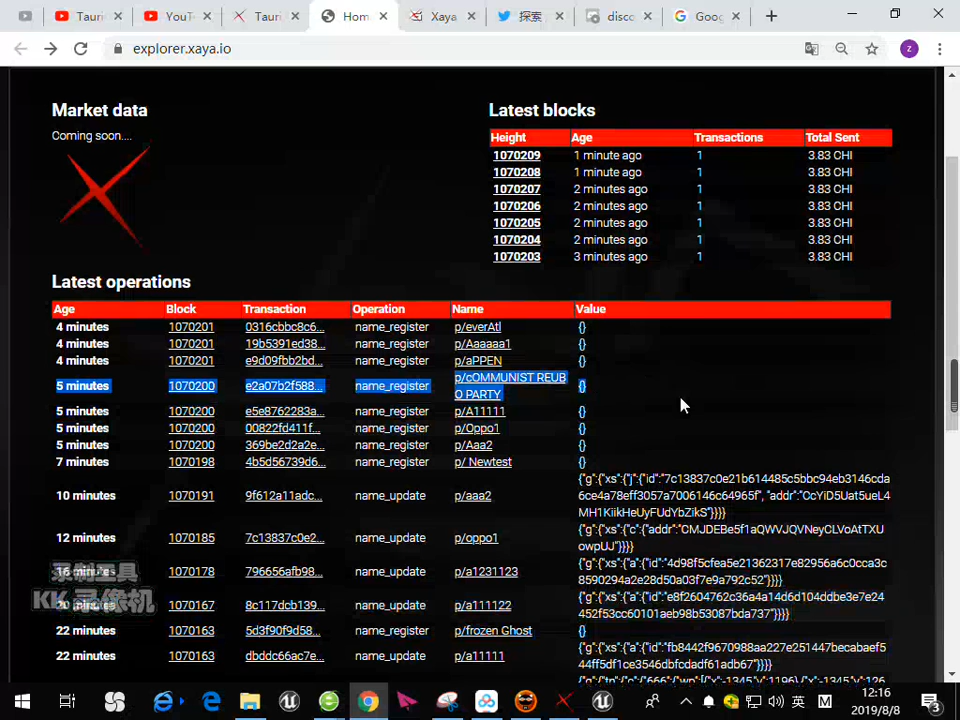 Tauri
YouT
Tauri
Hom
Xaya
探索
disco
Goog
explorer.xaya.io
z
Market data
Coming soon....
Latest blocks
Height Age Transactions Total Sent
1070209 1 minute ago 1 3.83 CHI
1070208 1 minute ago 1 3.83 CHI
1070207 2 minutes ago 1 3.83 CHI
1070206 2 minutes ago 1 3.83 CHI
1070205 2 minutes ago 1 3.83 CHI
1070204 2 minutes ago 1 3.83 CHI
1070203 3 minutes ago 1 3.83 CHI
Latest operations
Age Block Transaction Operation Name Value
4 minutes 1070201 0316cbbc8c6... name_register p/everAtl {}
4 minutes 1070201 19b5391ed38... name_register p/Aaaaaa1 {}
4 minutes 1070201 e9d09fbb2bd... name_register p/aPPEN {}
5 minutes 1070200 e2a07b2f588... name_register p/cOMMUNIST REUB {}
O PARTY
5 minutes 1070200 e5e8762283a... name_register p/A11111 {}
5 minutes 1070200 00822fd411f... name_register p/Oppo1 {}
5 minutes 1070200 369be2d2a2e... name_register p/Aaa2 {}
7 minutes 1070198 4b5d56739d6... name_register p/ Newtest {}
{"g":{"xs":{"j":{"id":"7c13837c0e21b614485c5bbc94eb3146cda
10 minutes 1070191 9f612a11adc... name_update p/aaa2 6ce4a78eff3057a7006146c64965f", "addr":"CcYiD5Uat5ueL4
MH1KiikHeUyFUdYbZikS"}}}}
12 minutes 1070185 7c13837c0e2... name_update p/oppo1 {"g":{"xs":{"c":{"addr":"CMJDEBe5f1aQWVJQVNeyCLVoAtTXU
owpUJ"}}}}
16 minutes 1070178 796656afb98... name_update p/a1231123 {"g":{"xs":{"a":{"id":"4d98f5cfea5e21362317e82956a6c0cca3c
8590294a2e28d50a03f7e9a792c52"}}}}
20 minutes 1070167 8c117dcb139... name_update p/a111122 {"g":{"xs":{"a":{"id":"e8f2604762c36a4a14d6d104ddbe3e7e24
452f53cc60101aeb98b53087bda737"}}}}
22 minutes 1070163 5d3f90f9d58... name_register p/frozen Ghost {}
22 minutes 1070163 dbddc66ac7e... name_update p/a11111 {"g":{"xs":{"a":{"id":"fb8442f9670988aa227e251447becabaef5
44ff5df1ce3546dbfcdad61adb67"}}}}
录制工具
KK 录像机
英
M
12:16
2019/8/8
3